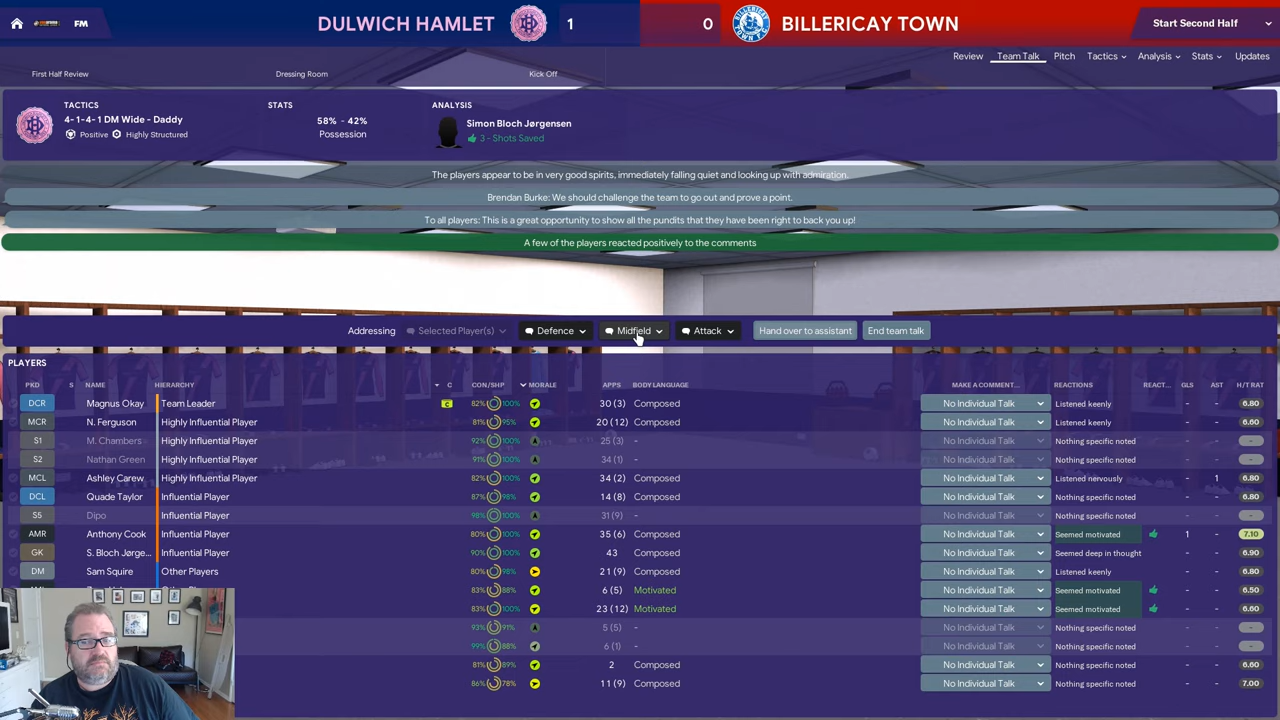 FM
DULWICH HAMLET 1 0 BILLERICAY TOWN
Start Second Half
Review Team Talk Pitch Tactics Analysis Stats Updates
First Half Review Dressing Room Kick Off
TACTICS STATS ANALYSIS
4- 1-4- 1 DM Wide - Daddy
Positive Highly Structured
58% - 42%
Possession
Simon Bloch Jørgensen
3 - Shots Saved
The players appear to be in very good spirits, immediately falling quiet and looking up with admiration.
Brendan Burke: We should challenge the team to go out and prove a point.
To all players: This is a great opportunity to show all the pundits that they have been right to back you up!
A few of the players reacted positively to the comments
Addressing Selected Player(s) Defence Midfield Attack Hand over to assistant End team talk
PLAYERS
PKD S NAME HIERARCHY C CON/SHP MORALE APPS BODY LANGUAGE MAKE A COMMENT... REACTIONS REACT... GLS AST H/T RAT
DCR Magnus Okay Team Leader C 82% 100% 30 (3) Composed No Individual Talk Listened keenly - - 6.80
MCR N. Ferguson Highly Influential Player 81% 95% 20 (12) Composed No Individual Talk Listened keenly - - 6.60
S1 M. Chambers Highly Influential Player 92% 100% 25 (3) - No Individual Talk Nothing specific noted - - -
S2 Nathan Green Highly Influential Player 91% 100% 34 (1) - No Individual Talk Nothing specific noted - - -
MCL Ashley Carew Highly Influential Player 82% 100% 34 (2) Composed No Individual Talk Listened nervously - 1 6.80
DCL Quade Taylor Influential Player 87% 98% 14 (8) Composed No Individual Talk Nothing specific noted - - 6.80
S5 Dipo Influential Player 98% 100% 31 (9) - No Individual Talk Nothing specific noted - - -
AMR Anthony Cook Influential Player 80% 100% 35 (6) Composed No Individual Talk Seemed motivated 1 - 7.10
GK S. Bloch Jørge... Influential Player 90% 100% 43 Composed No Individual Talk Seemed deep in thought - - 6.90
DM Sam Squire Other Players 80% 98% 21 (9) Composed No Individual Talk Listened keenly - - 6.80
83% 88% 6 (5) Motivated No Individual Talk Seemed motivated - - 6.50
83% 100% 23 (12) Motivated No Individual Talk Seemed motivated - - 6.60
93% 91% 5 (5) - No Individual Talk Nothing specific noted - - -
99% 88% 6 (1) - No Individual Talk Nothing specific noted - - -
81% 89% 2 Composed No Individual Talk Nothing specific noted - - 6.60
86% 78% 11 (9) Composed No Individual Talk Nothing specific noted - - 7.00